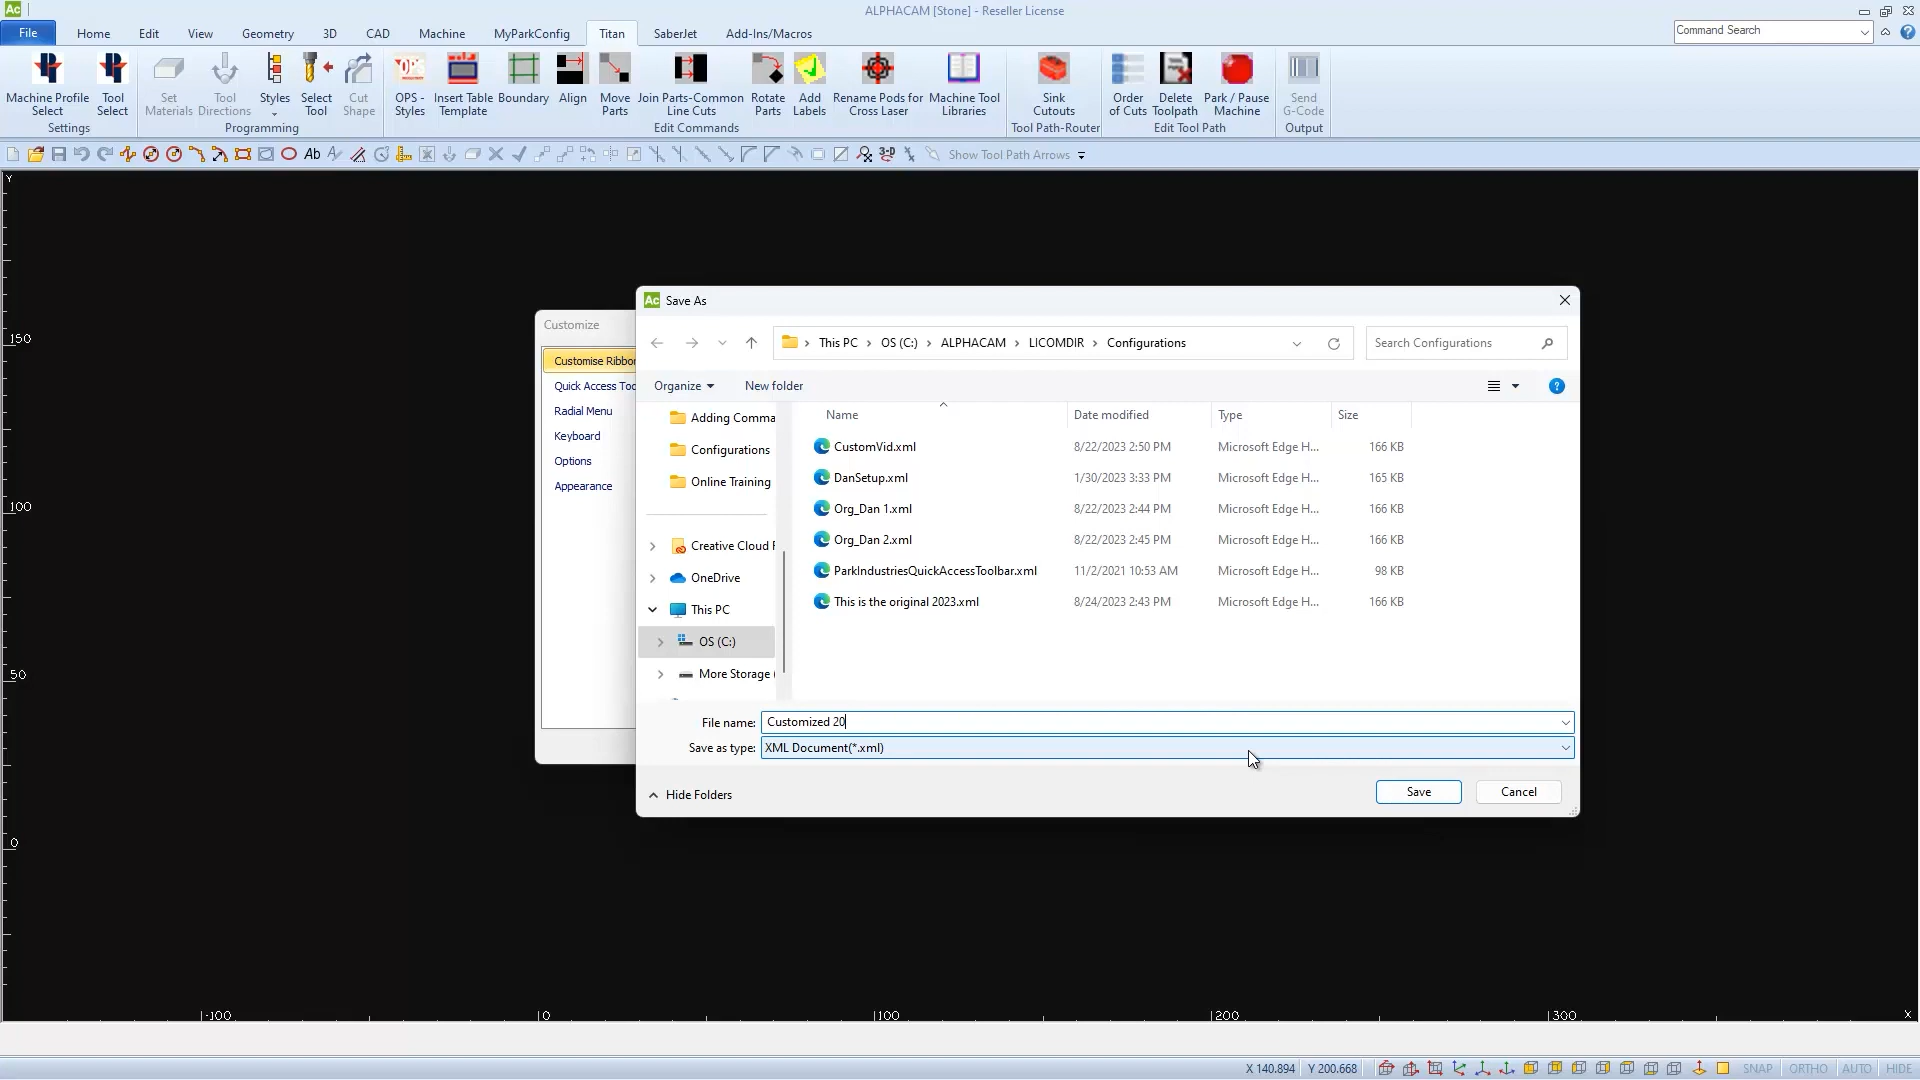 Ac
ALPHACAM [Stone] - Reseller License
File
Home
Edit
View
Geometry
3D
CAD
Machine
MyParkConfig
Titan
SaberJet
Add-Ins/Macros
Command Search
Machine Profile
Select
Tool
Select
Settings
Set
Materials
Tool
Directions
Styles
Select
Tool
Cut
Shape
Programming
OPS -
Styles
Insert Table
Template
Boundary
Align
Move
Parts
Join Parts-Common
Line Cuts
Rotate
Parts
Add
Labels
Rename Pods for
Cross Laser
Machine Tool
Libraries
Edit Commands
Sink
Cutouts
Tool Path-Router
Order
of Cuts
Delete
Toolpath
Park / Pause
Machine
Edit Tool Path
Send
G-Code
Output
Ab
3-D
Show Tool Path Arrows
Y
150
100
50
0
Customize
Customise Ribbon
Quick Access Too
Radial Menu
Keyboard
Options
Appearance
Ac Save As
This PC
OS (C:)
ALPHACAM
LICOMDIR
Configurations
Search Configurations
Organize
New folder
Adding Comma
Configurations
Online Training
Creative Cloud F
OneDrive
This PC
OS (C:)
More Storage (
Name
Date modified
Type
Size
CustomVid.xml 8/22/2023 2:50 PM Microsoft Edge H... 166 KB
DanSetup.xml 1/30/2023 3:33 PM Microsoft Edge H... 165 KB
Org_Dan 1.xml 8/22/2023 2:44 PM Microsoft Edge H... 166 KB
Org_Dan 2.xml 8/22/2023 2:45 PM Microsoft Edge H... 166 KB
ParkIndustriesQuickAccessToolbar.xml 11/2/2021 10:53 AM Microsoft Edge H... 98 KB
This is the original 2023.xml 8/24/2023 2:43 PM Microsoft Edge H... 166 KB
File name: Customized 20
Save as type: XML Document(*.xml)
Hide Folders
Save
Cancel
-100
0
100
200
300
X
X 140.894
Y 200.668
SNAP
ORTHO
AUTO
HIDE